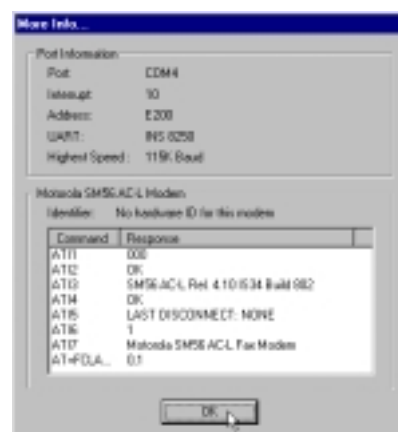 More Info...
Port Information
Port: COM4
Interrupt: 10
Address: E200
UART: INS 8250
Highest Speed: 115K Baud
Motorola SM56 AC-L Modem
Identifier: No hardware ID for this modem
Command Response
ATI1 000
ATI2 OK
ATI3 SM56 AC-L Rel. 4.10 I534 Build 802
ATI4 OK
ATI5 LAST DISCONNECT: NONE
ATI6 1
ATI7 Motorola SM56 AC-L Fax Modem
AT+FCLA... 0,1
OK